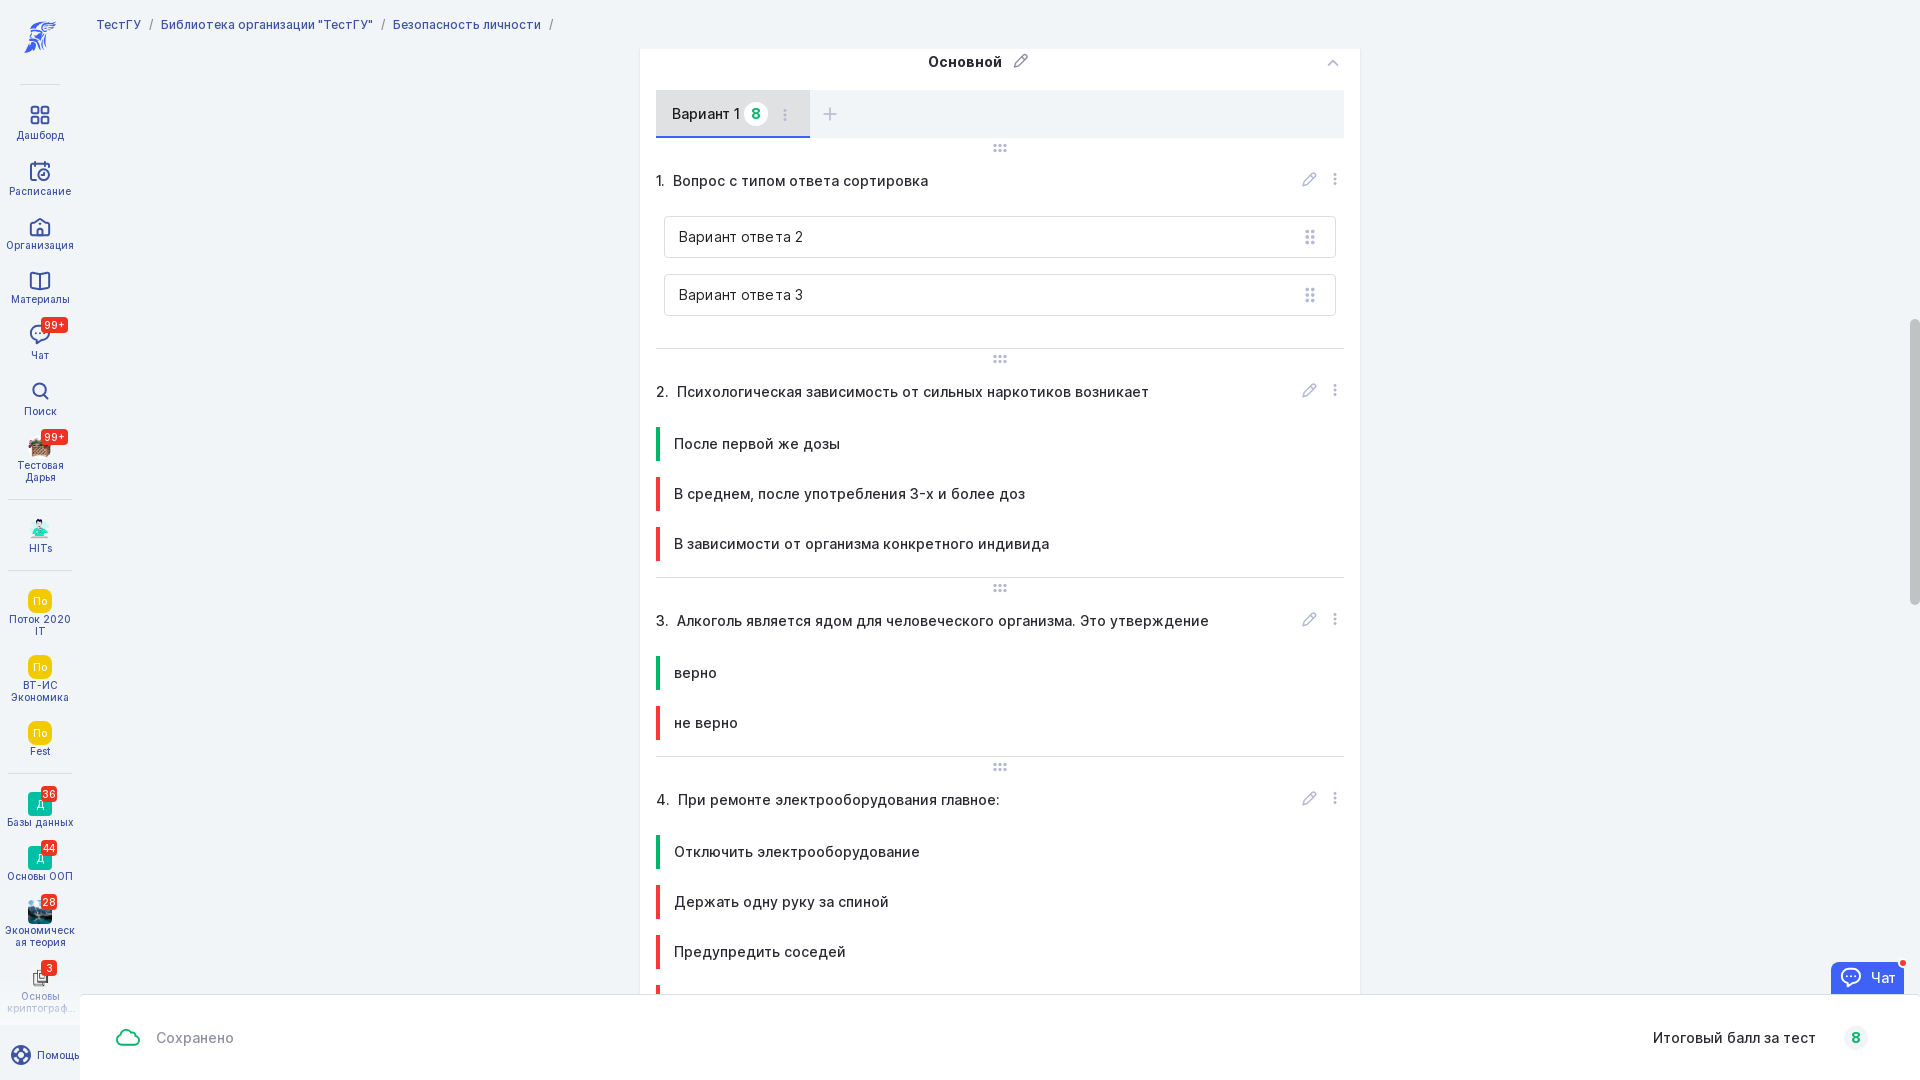 ТестГУ / Библиотека организации "ТестГУ" / Безопасность личности /
Основной
Вариант 1 8
1. Вопрос с типом ответа сортировка
Вариант ответа 2
Вариант ответа 3
2. Психологическая зависимость от сильных наркотиков возникает
После первой же дозы
В среднем, после употребления 3-х и более доз
В зависимости от организма конкретного индивида
3. Алкоголь является ядом для человеческого организма. Это утверждение
верно
не верно
4. При ремонте электрооборудования главное:
Отключить электрооборудование
Держать одну руку за спиной
Предупредить соседей
Дашборд
Расписание
Организация
Материалы
99+
Чат
Поиск
99+
Тестовая
Дарья
HITs
По
Поток 2020
IT
По
ВТ-ИС
Экономика
По
Fest
36
Д
Базы данных
44
Д
Основы ООП
28
Экономическ
ая теория
3
Основы
криптограф...
Помощь
Чат
Сохранено
Итоговый балл за тест 8